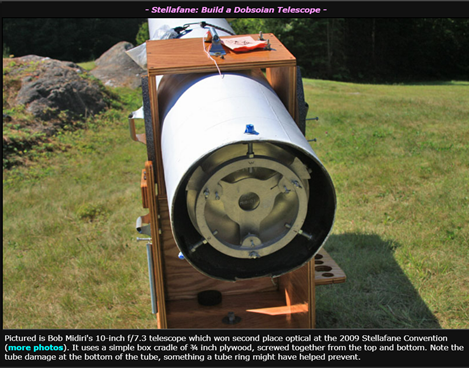 - Stellafane: Build a Dobsoian Telescope -
Pictured is Bob Midiri's 10-inch f/7.3 telescope which won second place optical at the 2009 Stellafane Convention
(more photos). It uses a simple box cradle of ¾ inch plywood, screwed together from the top and bottom. Note the
tube damage at the bottom of the tube, something a tube ring might have helped prevent.